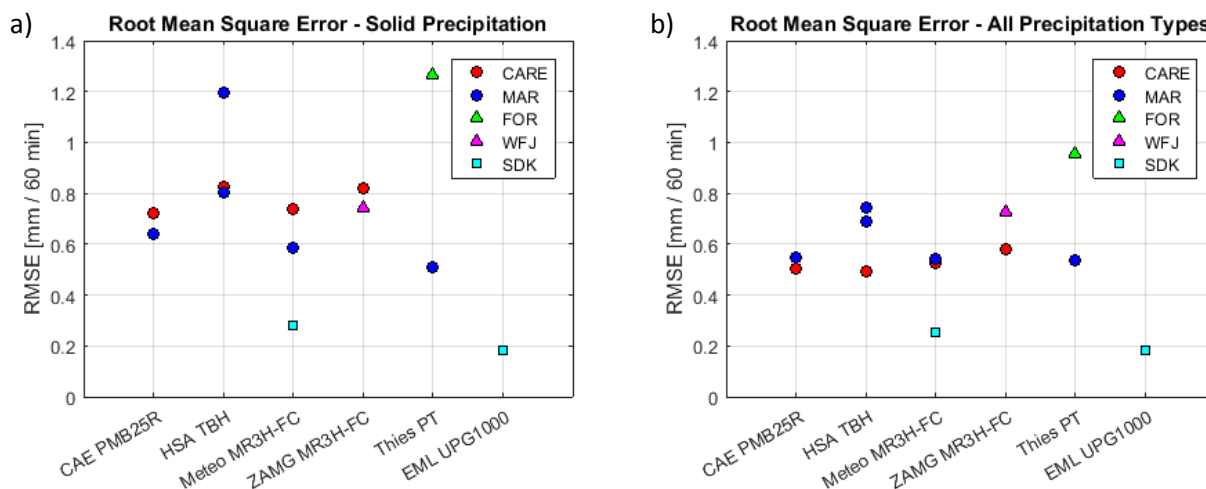 a)
Root Mean Square Error - Solid Precipitation
RMSE [mm / 60 min]
1.4
1.2
1
0.8
0.6
0.4
0.2
0
CARE
MAR
FOR
WFJ
SDK
CAE PMB25R
HSA TBH
Meteo MR3H-FC
ZAMG MR3H-FC
Thies PT
EML UPG1000
b)
Root Mean Square Error - All Precipitation Types
RMSE [mm / 60 min]
1.4
1.2
1
0.8
0.6
0.4
0.2
0
CARE
MAR
FOR
WFJ
SDK
CAE PMB25R
HSA TBH
Meteo MR3H-FC
ZAMG MR3H-FC
Thies PT
EML UPG1000